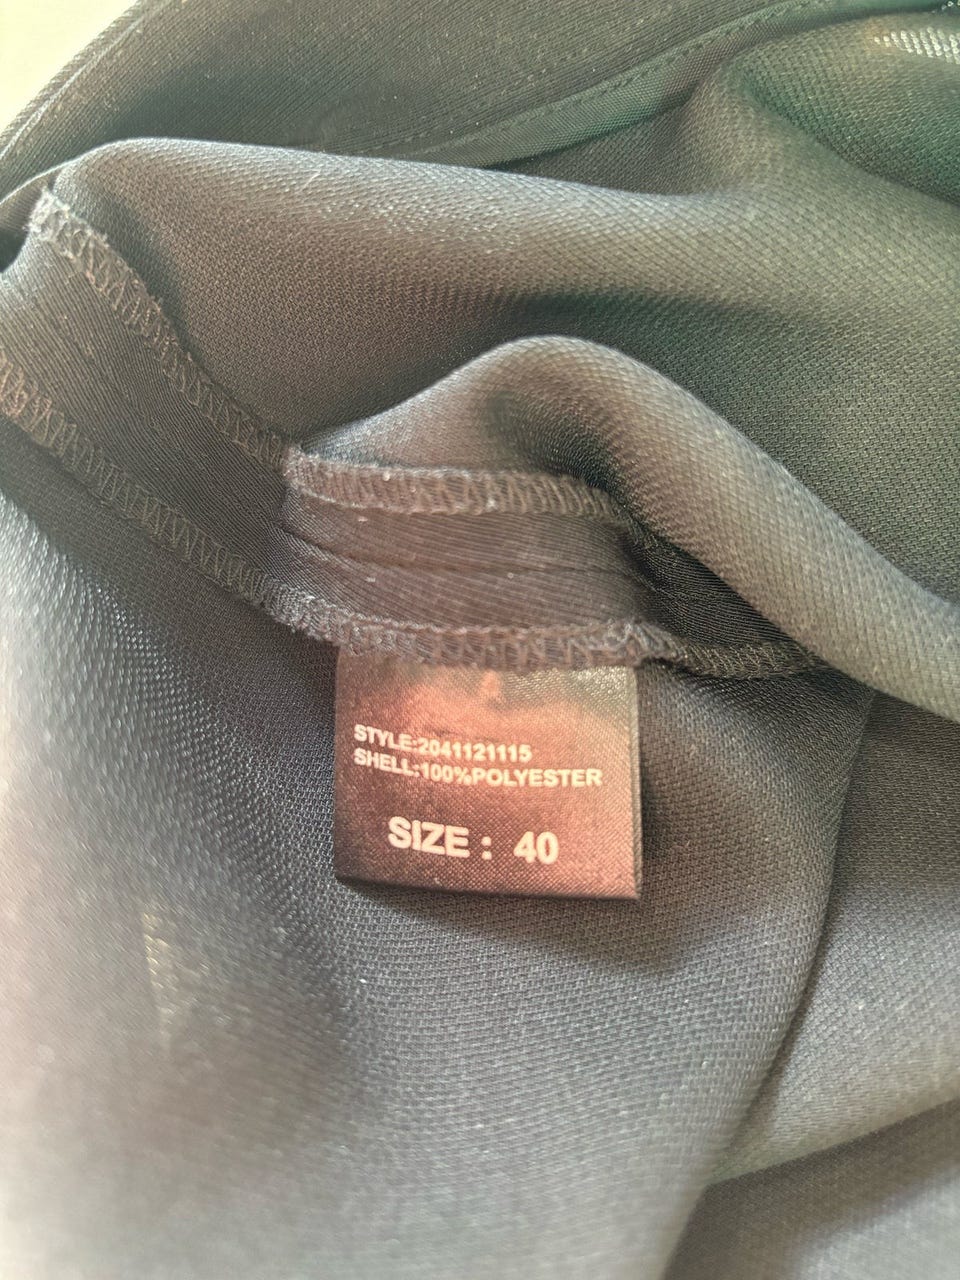 STYLE:2041121115
SHELL:100%POLYESTER
SIZE : 40